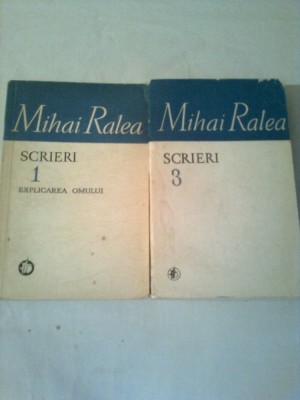 Mihai Ralea
SCRIERI
1
EXPLICAREA OMULUI
Mihai Ralea
SCRIERI
3